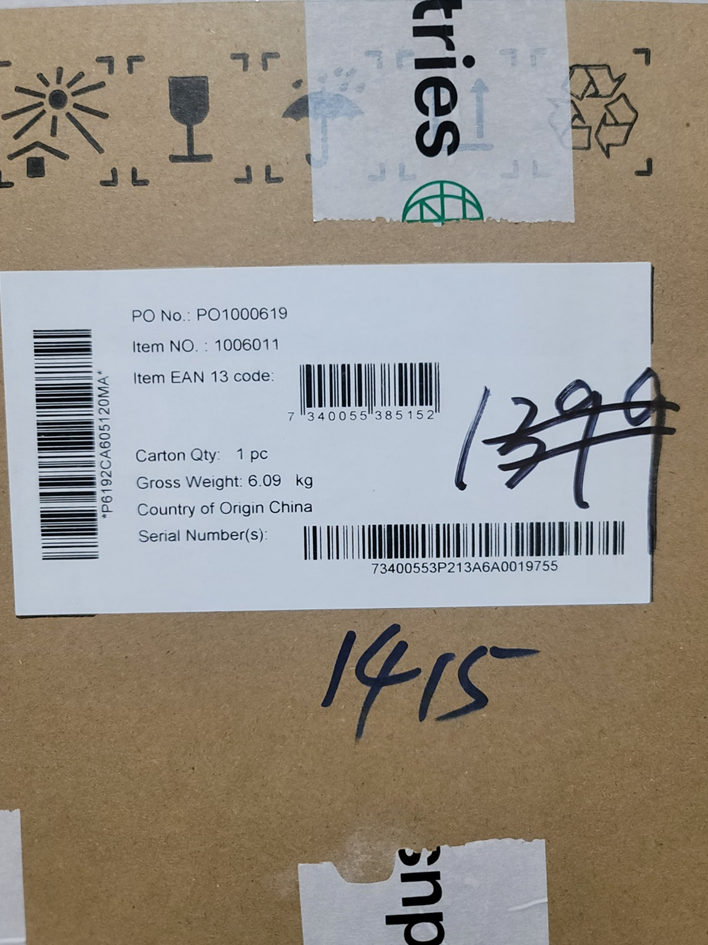 tries
PO No.: PO1000619
Item NO. : 1006011
Item EAN 13 code:
7 340055 385152
1399
Carton Qty: 1 pc
Gross Weight: 6.09 kg
Country of Origin China
Serial Number(s):
73400553P213A6A0019755
*P6192CA605120MA*
1415